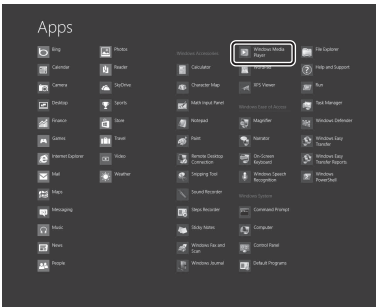 Apps
Bing
Calendar
Camera
Desktop
Finance
Games
Internet Explorer
Mail
Maps
Messaging
Music
News
People
Photos
Reader
SkyDrive
Sports
Store
Travel
Video
Weather
Windows Accessories
Calculator
Character Map
Math Input Panel
Notepad
Paint
Remote Desktop
Connection
Snipping Tool
Sound Recorder
Steps Recorder
Sticky Notes
Windows Fax and
Scan
Windows Journal
Windows Media
Player
WordPad
XPS Viewer
Windows Ease of Access
Magnifier
Narrator
On-Screen
Keyboard
Windows Speech
Recognition
Windows System
Command Prompt
Computer
Control Panel
Default Programs
File Explorer
Help and Support
Run
Task Manager
Windows Defender
Windows Easy
Transfer
Windows Easy
Transfer Reports
Windows
PowerShell